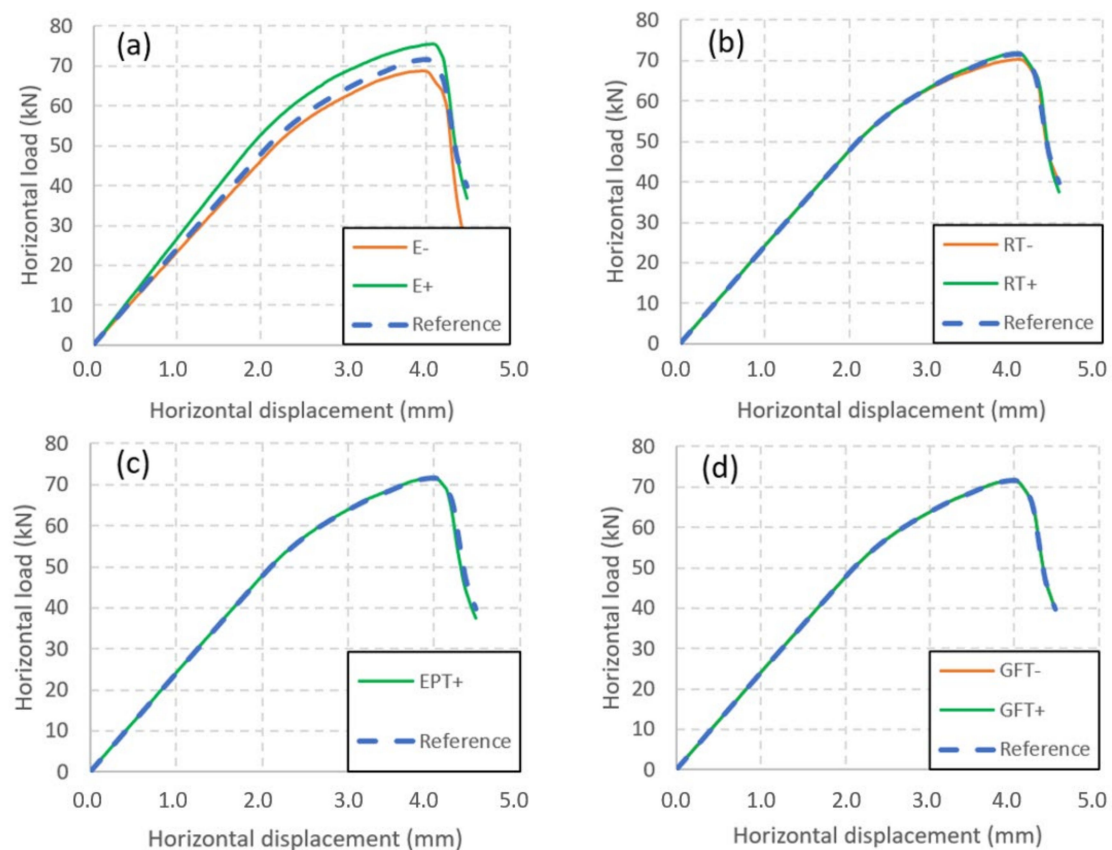 (a)
Horizontal load (kN)
80
70
60
50
40
30
20
10
0
0.0 1.0 2.0 3.0 4.0 5.0
Horizontal displacement (mm)
E-
E+
Reference
(b)
Horizontal load (kN)
80
70
60
50
40
30
20
10
0
0.0 1.0 2.0 3.0 4.0 5.0
Horizontal displacement (mm)
RT-
RT+
Reference
(c)
Horizontal load (kN)
80
70
60
50
40
30
20
10
0
0.0 1.0 2.0 3.0 4.0 5.0
Horizontal displacement (mm)
EPT+
Reference
(d)
Horizontal load (kN)
80
70
60
50
40
30
20
10
0
0.0 1.0 2.0 3.0 4.0 5.0
Horizontal displacement (mm)
GFT-
GFT+
Reference